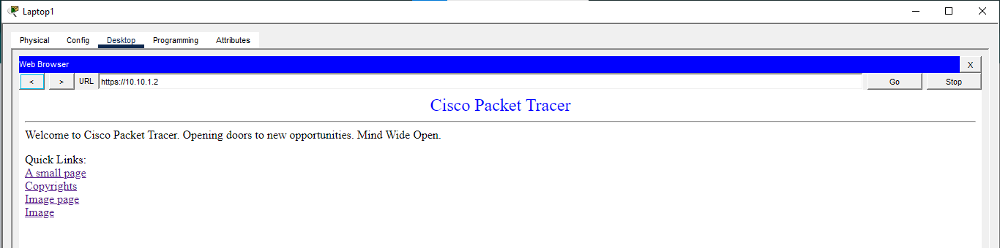 Laptop1
Physical Config Desktop Programming Attributes
Web Browser X
< > URL https://10.10.1.2 Go Stop
Cisco Packet Tracer
Welcome to Cisco Packet Tracer. Opening doors to new opportunities. Mind Wide Open.
Quick Links:
A small page
Copyrights
Image page
Image